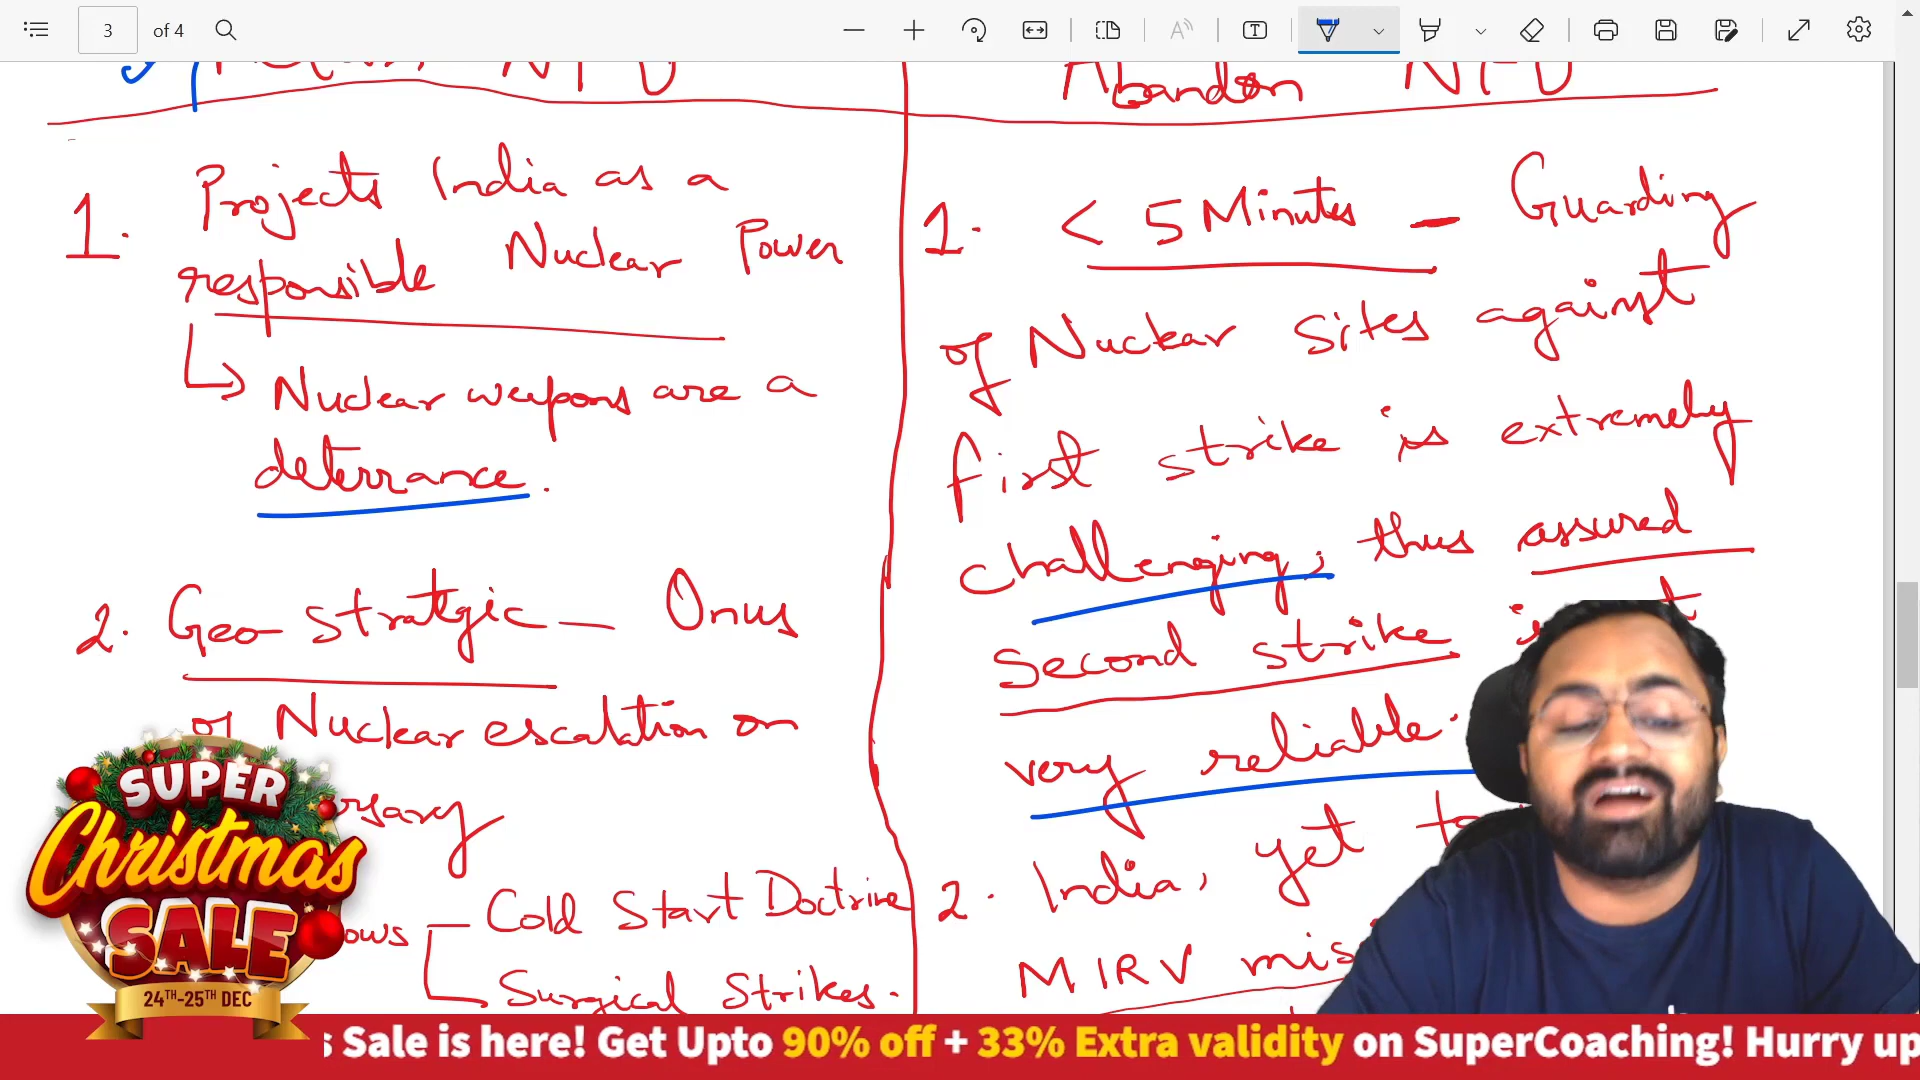 3 of 4
Abandon NFU
1. Projects India as a
responsible Nuclear Power
Nuclear weapons are a
deterrance.
2. Geo-strategic — Onus
of Nuclear escalation on
ows
Cold Start Doctrine
Surgical Strikes.
1. < 5 Minutes - Guarding
of Nuclear Sites against
first strike is extremely
challenging, thus assured
second strike
very reliable.
2. India, yet to
MIRV mis
SUPER
Christmas
SALE
24TH-25TH DEC
s Sale is here! Get Upto 90% off + 33% Extra validity on SuperCoaching! Hurry up